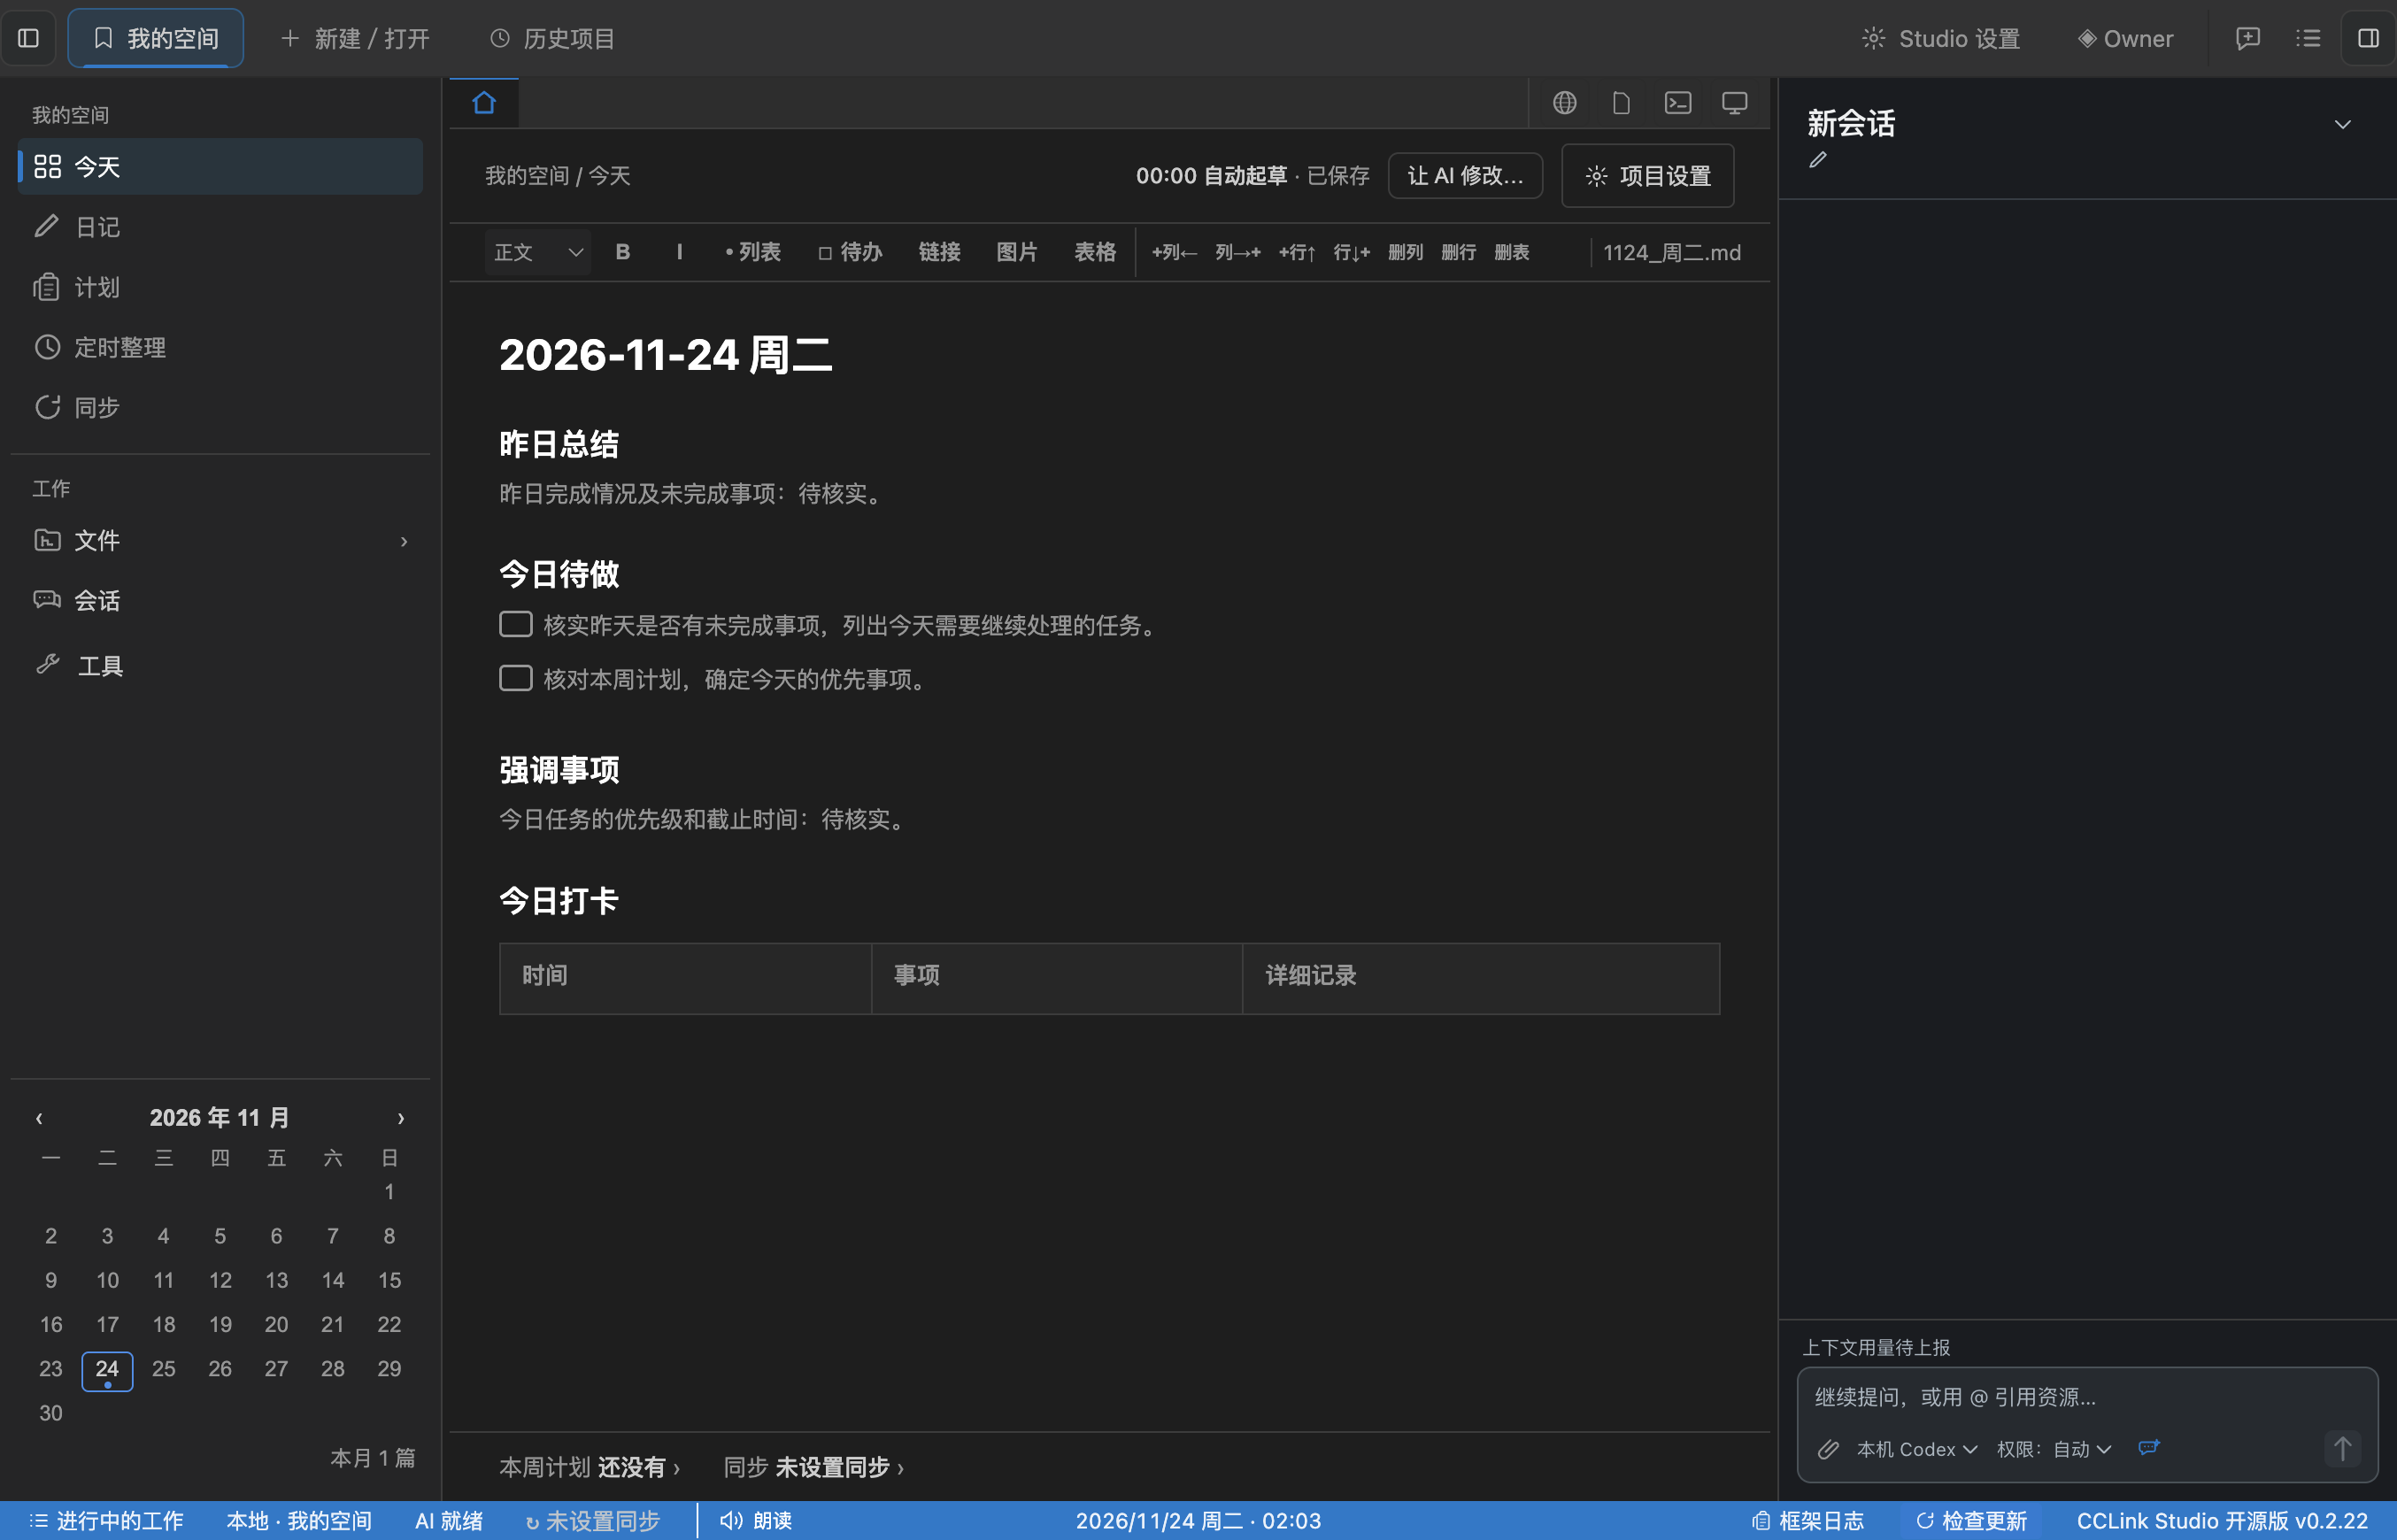 我的空间
新建 / 打开
历史项目
Studio 设置
Owner
我的空间
今天
日记
计划
定时整理
同步
工作
文件
会话
工具
‹ 2026 年 11 月 ›
一 二 三 四 五 六 日
1
2 3 4 5 6 7 8
9 10 11 12 13 14 15
16 17 18 19 20 21 22
23 24 25 26 27 28 29
30
本月 1 篇
我的空间 / 今天
00:00 自动起草 · 已保存
让 AI 修改...
项目设置
正文 B I • 列表 □ 待办 链接 图片 表格 +列← 列→+ +行↑ 行↓+ 删列 删行 删表 1124_周二.md
2026-11-24 周二
昨日总结
昨日完成情况及未完成事项：待核实。
今日待做
核实昨天是否有未完成事项，列出今天需要继续处理的任务。
核对本周计划，确定今天的优先事项。
强调事项
今日任务的优先级和截止时间：待核实。
今日打卡
时间 事项 详细记录
本周计划 还没有 › 同步 未设置同步 ›
新会话
上下文用量待上报
继续提问，或用 @ 引用资源...
本机 Codex 权限：自动
进行中的工作 本地 · 我的空间 AI 就绪 ↻ 未设置同步 朗读 2026/11/24 周二 · 02:03 框架日志 检查更新 CCLink Studio 开源版 v0.2.22